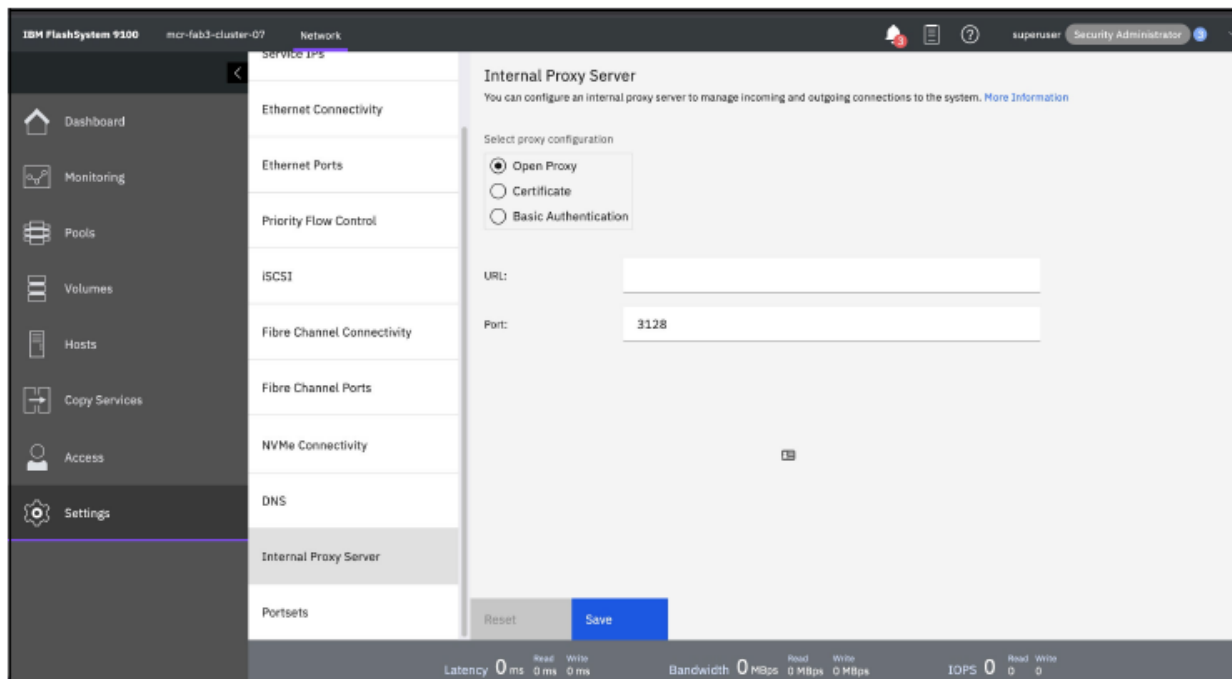 IBM FlashSystem 9100 mcr-fab3-cluster-07 Network 3 superuser Security Administrator 3
Dashboard
Monitoring
Pools
Volumes
Hosts
Copy Services
Access
Settings
Service IPs
Ethernet Connectivity
Ethernet Ports
Priority Flow Control
iSCSI
Fibre Channel Connectivity
Fibre Channel Ports
NVMe Connectivity
DNS
Internal Proxy Server
Portsets
Internal Proxy Server
You can configure an internal proxy server to manage incoming and outgoing connections to the system. More Information
Select proxy configuration
Open Proxy
Certificate
Basic Authentication
URL:
Port: 3128
Reset Save
Latency 0 ms Read 0 ms Write 0 ms Bandwidth 0 MBps Read 0 MBps Write 0 MBps IOPS 0 Read 0 Write 0